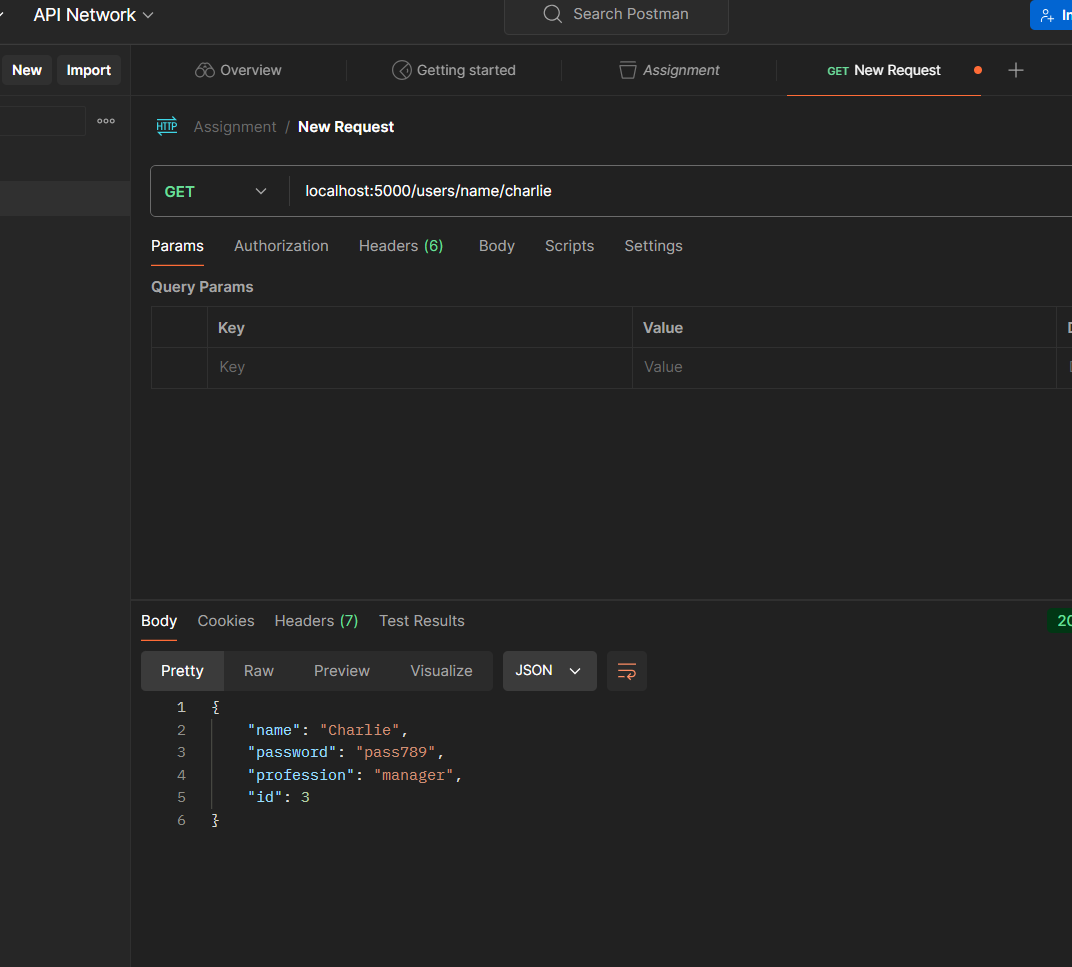 API Network
Search Postman
In
New
Import
Overview
Getting started
Assignment
GET New Request
HTTP
Assignment / New Request
GET
localhost:5000/users/name/charlie
Params
Authorization
Headers (6)
Body
Scripts
Settings
Query Params
Key
Value
Key
Value
Body
Cookies
Headers (7)
Test Results
20
Pretty
Raw
Preview
Visualize
JSON
1 {
2 "name": "Charlie",
3 "password": "pass789",
4 "profession": "manager",
5 "id": 3
6 }